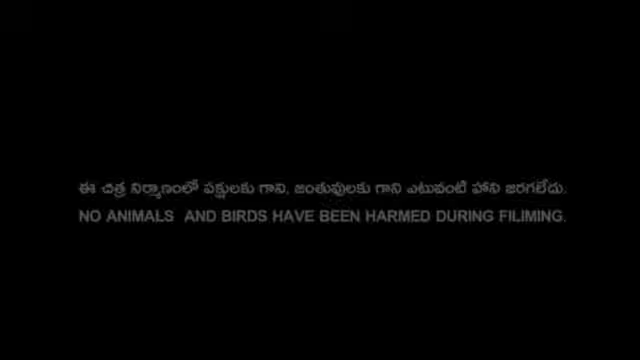 ఈ చిత్ర నిర్మాణంలో పక్షులకు గాని, జంతువులకు గాని ఎటువంటి హాని జరగలేదు.
NO ANIMALS AND BIRDS HAVE BEEN HARMED DURING FILIMING.